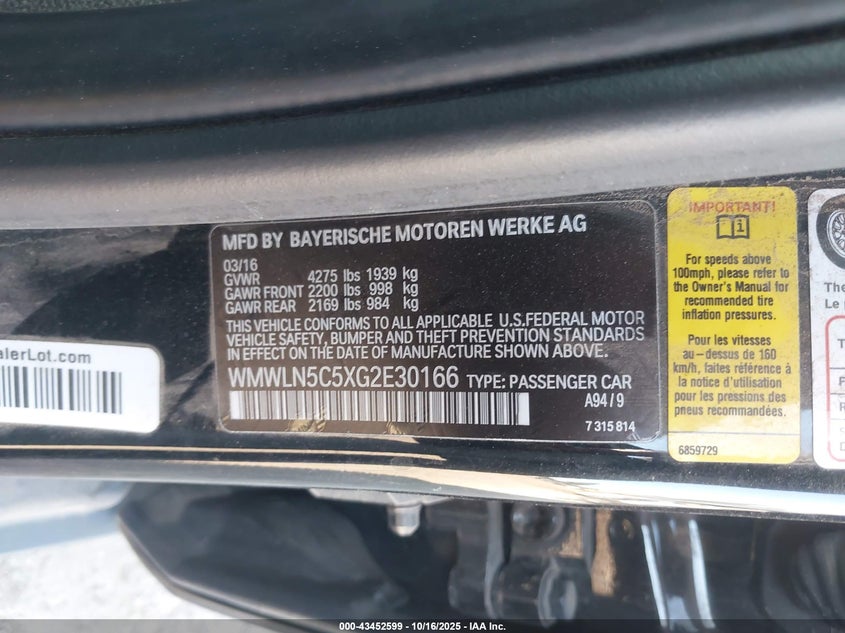 MFD BY BAYERISCHE MOTOREN WERKE AG
03/16
GVWR 4275 lbs 1939 kg
GAWR FRONT 2200 lbs 998 kg
GAWR REAR 2169 lbs 984 kg
THIS VEHICLE CONFORMS TO ALL APPLICABLE U.S.FEDERAL MOTOR
VEHICLE SAFETY, BUMPER AND THEFT PREVENTION STANDARDS
IN EFFECT ON THE DATE OF MANUFACTURE SHOWN ABOVE.
WMWLN5C5XG2E30166 TYPE: PASSENGER CAR
A94 / 9
7 315 814
alerLot.com
IMPORTANT!
For speeds above
100mph, please refer to
the Owner's Manual for
recommended tire
inflation pressures.
Pour les vitesses
au - dessus de 160
km/h, faites référence à
la notice d'utilisation
pour les pressions des
pneus recommandées.
6859729
The
Le p
000-43452599 - 10/16/2025 - IAA Inc.